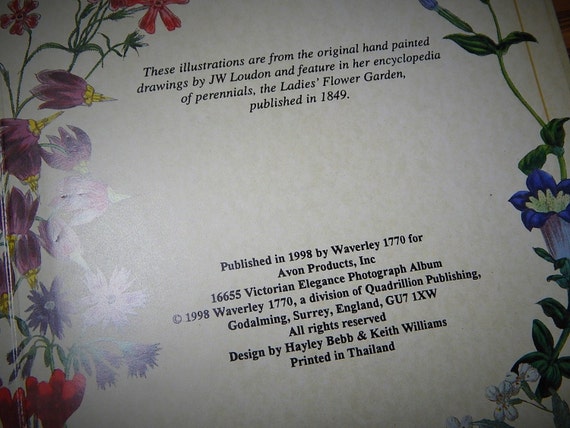 These illustrations are from the original hand painted
drawings by JW Loudon and feature in her encyclopedia
of perennials, the Ladies' Flower Garden,
published in 1849.
Published in 1998 by Waverley 1770 for
Avon Products, Inc
16655 Victorian Elegance Photograph Album
© 1998 Waverley 1770, a division of Quadrillion Publishing,
Godalming, Surrey, England, GU7 1XW
All rights reserved
Design by Hayley Bebb & Keith Williams
Printed in Thailand